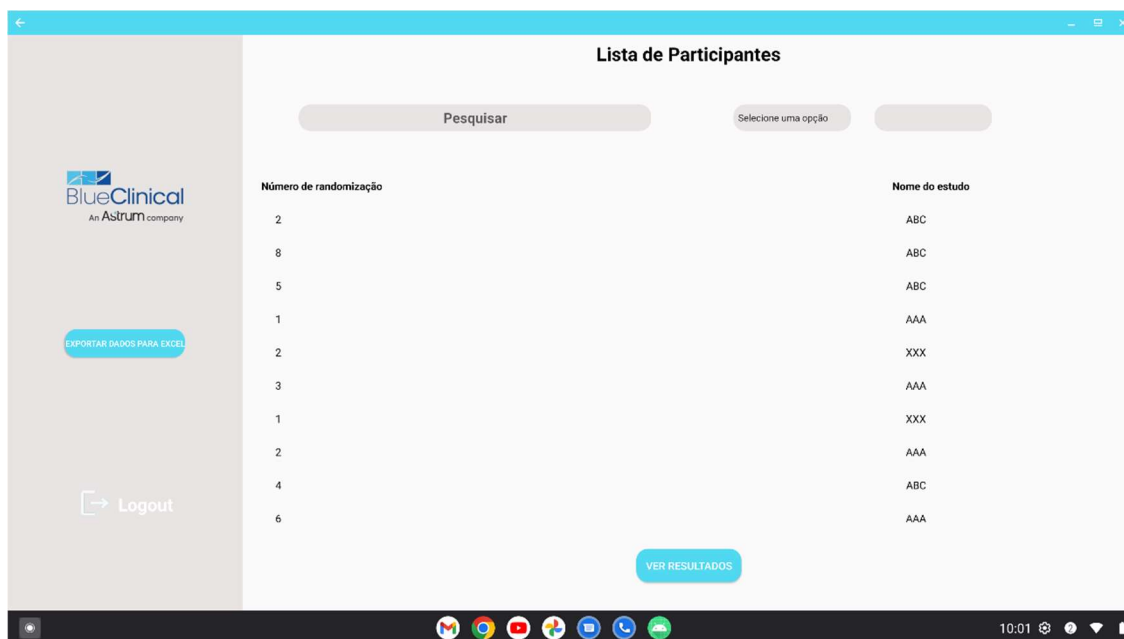 Lista de Participantes
Pesquisar
Selecione uma opção
BlueClinical
An Astrum company
Número de randomização Nome do estudo
2 ABC
8 ABC
5 ABC
1 AAA
2 XXX
3 AAA
1 XXX
2 AAA
4 ABC
6 AAA
EXPORTAR DADOS PARA EXCEL
Logout
VER RESULTADOS
10:01